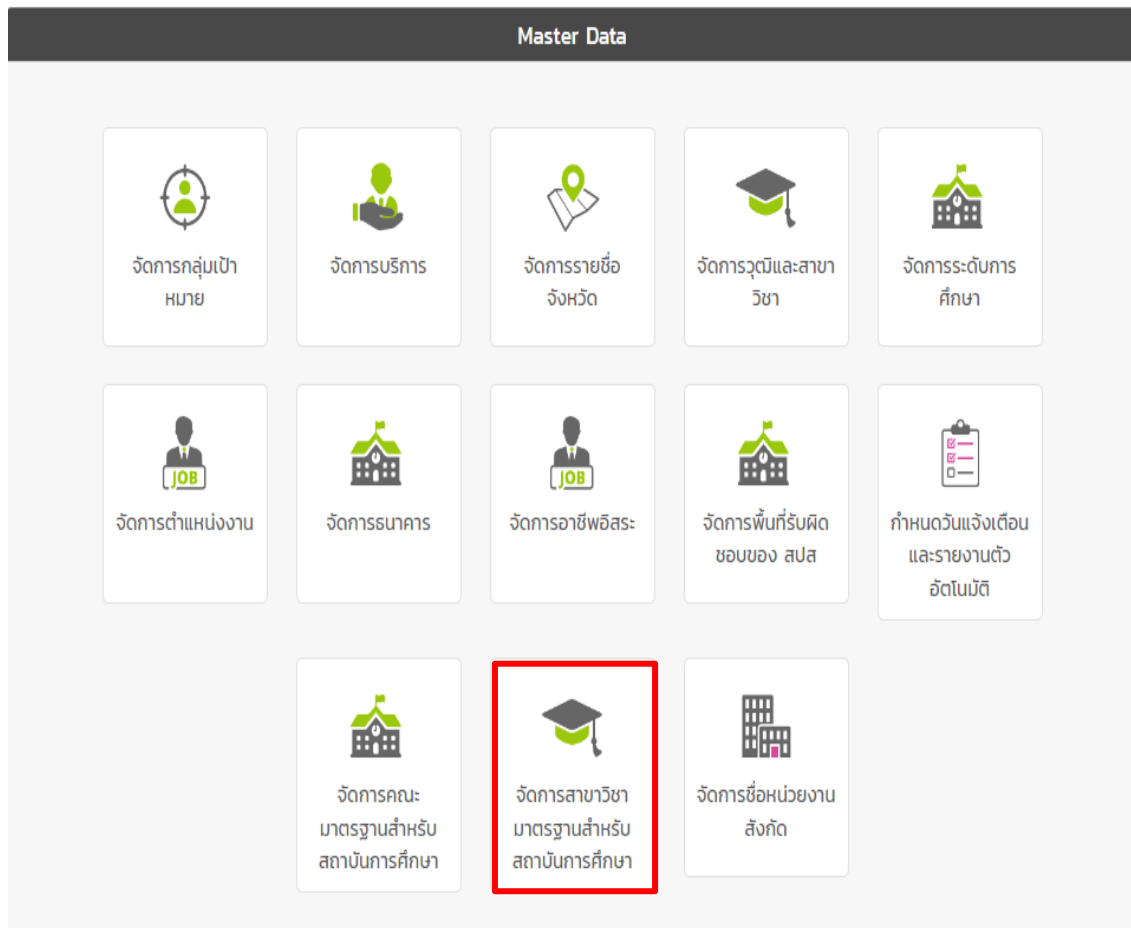 Master Data
จัดการกลุ่มเป้า
หมาย
จัดการบริการ
จัดการรายชื่อ
จังหวัด
จัดการวุฒิและสาขา
วิชา
จัดการระดับการ
ศึกษา
JOB
จัดการตำแหน่งงาน
จัดการธนาคาร
JOB
จัดการอาชีพอิสระ
จัดการพื้นที่รับผิด
ชอบของ สปส
กำหนดวันแจ้งเตือน
และรายงานตัว
อัตโนมัติ
จัดการคณะ
มาตรฐานสำหรับ
สถาบันการศึกษา
จัดการสาขาวิชา
มาตรฐานสำหรับ
สถาบันการศึกษา
จัดการชื่อหน่วยงาน
สังกัด